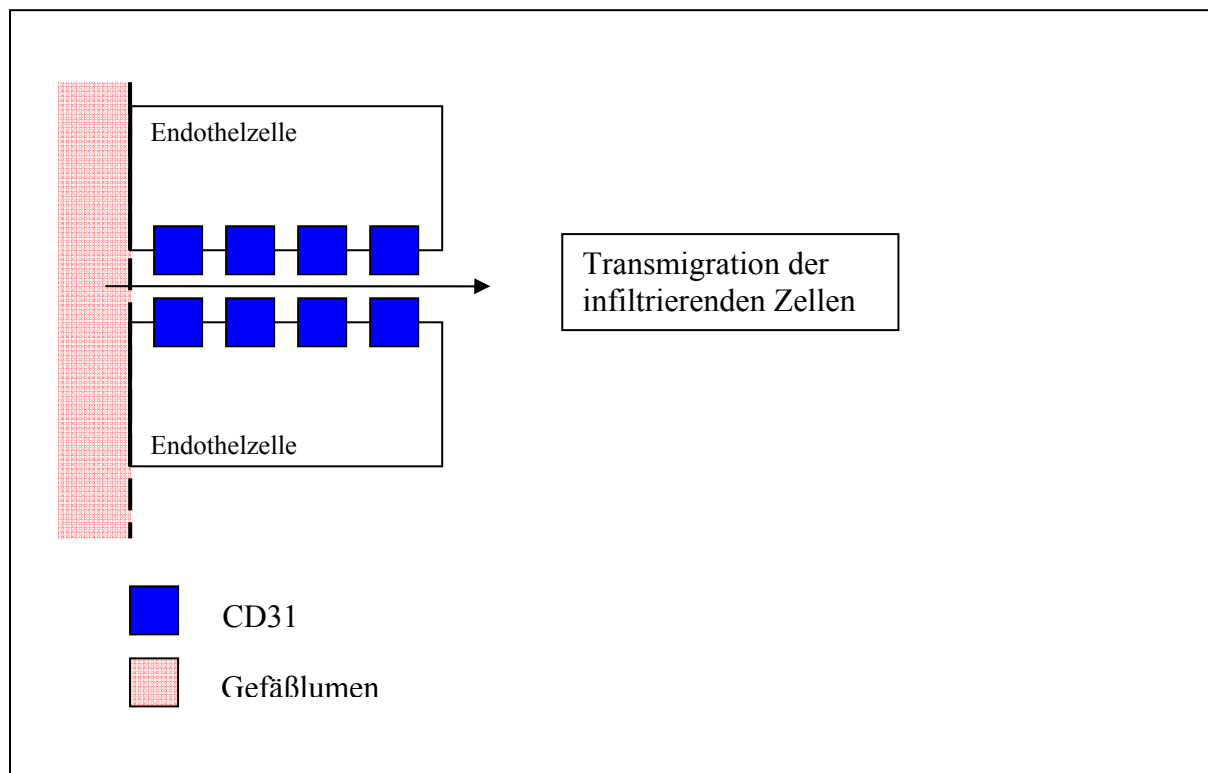 Endothelzelle
Transmigration der
infiltrierenden Zellen
Endothelzelle
CD31
Gefäßlumen